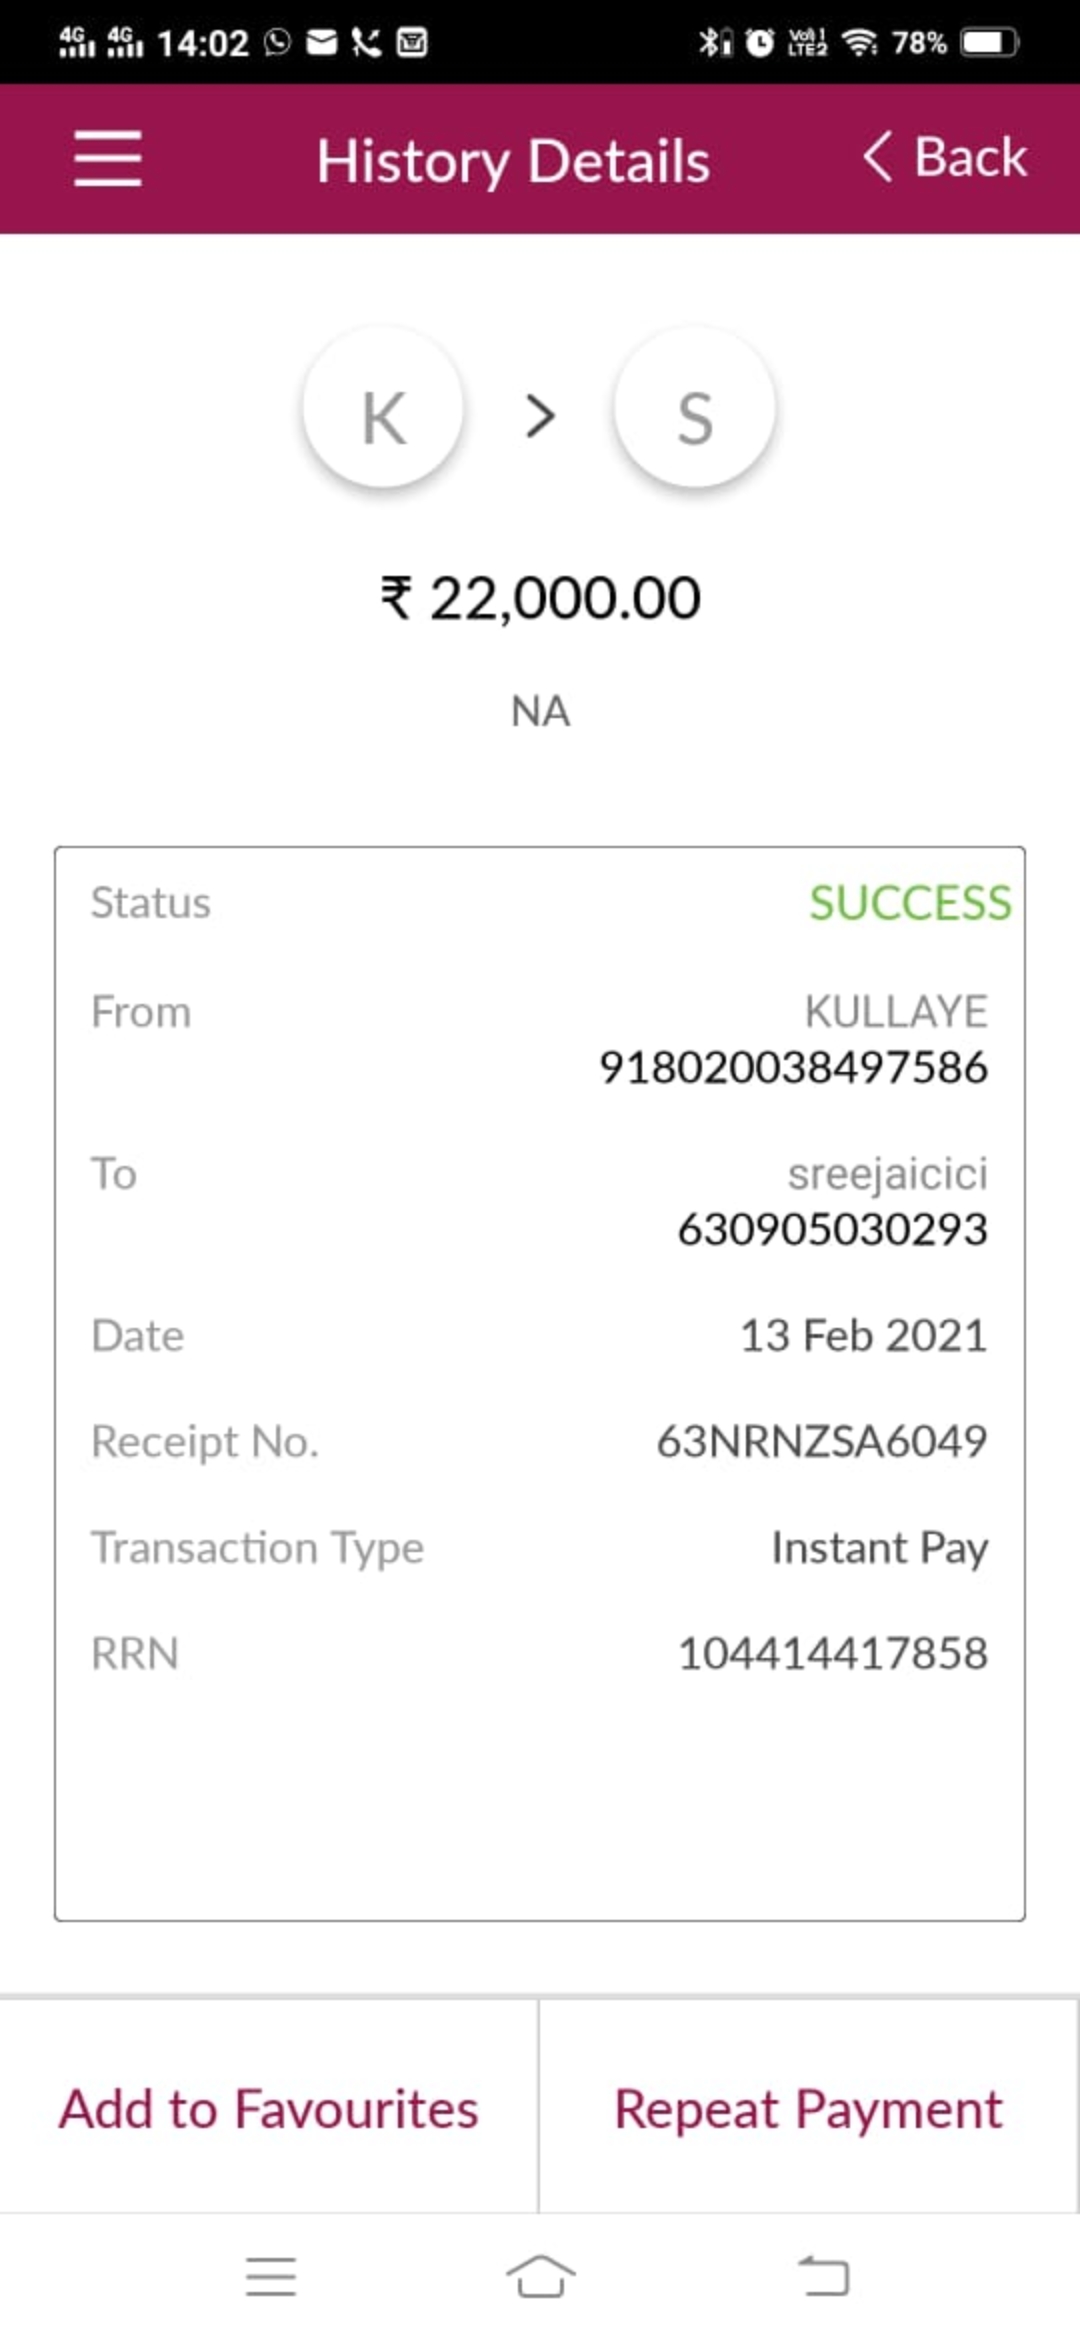 4G 4G 14:02 Vo) 1 LTE2 78%
History Details < Back
K > S
₹ 22,000.00
NA
Status SUCCESS
From KULLAYE
918020038497586
To sreejaicici
630905030293
Date 13 Feb 2021
Receipt No. 63NRNZSA6049
Transaction Type Instant Pay
RRN 104414417858
Add to Favourites Repeat Payment